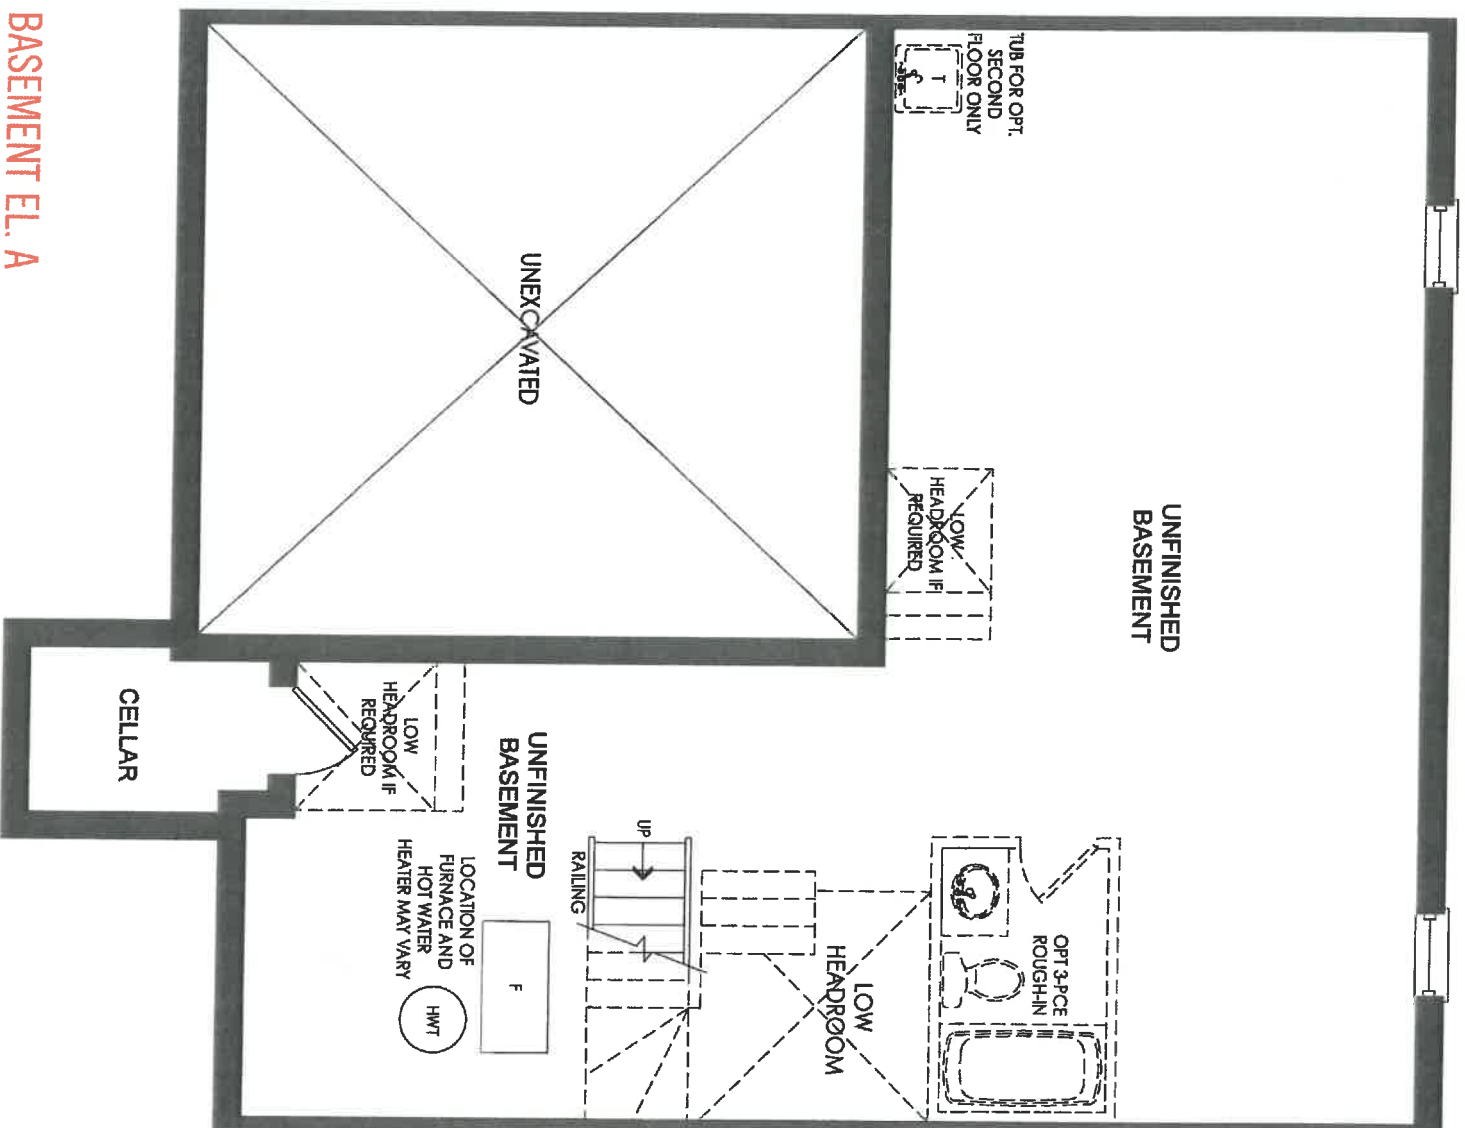 BASEMENT EL. A
TUB FOR OPT.
SECOND
FLOOR ONLY
T
UNFINISHED
BASEMENT
LOW
HEADROOM IF
REQUIRED
UNEXCAVATED
OPT 3-PCE
ROUGH-IN
LOW
HEADROOM
UP
RAILING
UNFINISHED
BASEMENT
F
LOCATION OF
FURNACE AND
HOT WATER
HEATER MAY VARY
HWT
LOW
HEADROOM IF
REQUIRED
CELLAR